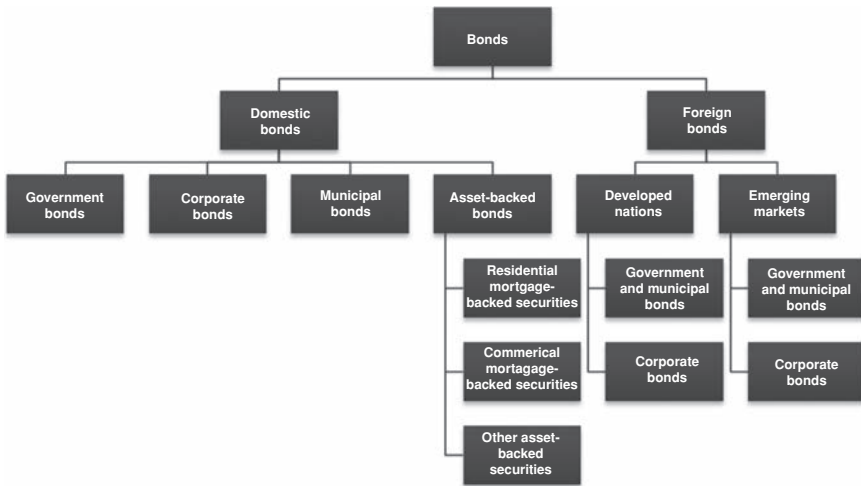 Bonds
Domestic
bonds
Foreign
bonds
Government
bonds
Corporate
bonds
Municipal
bonds
Asset-backed
bonds
Developed
nations
Emerging
markets
Residential
mortgage-
backed securities
Government
and municipal
bonds
Government
and municipal
bonds
Commerical
mortagage-
backed securities
Corporate
bonds
Corporate
bonds
Other asset-
backed
securities